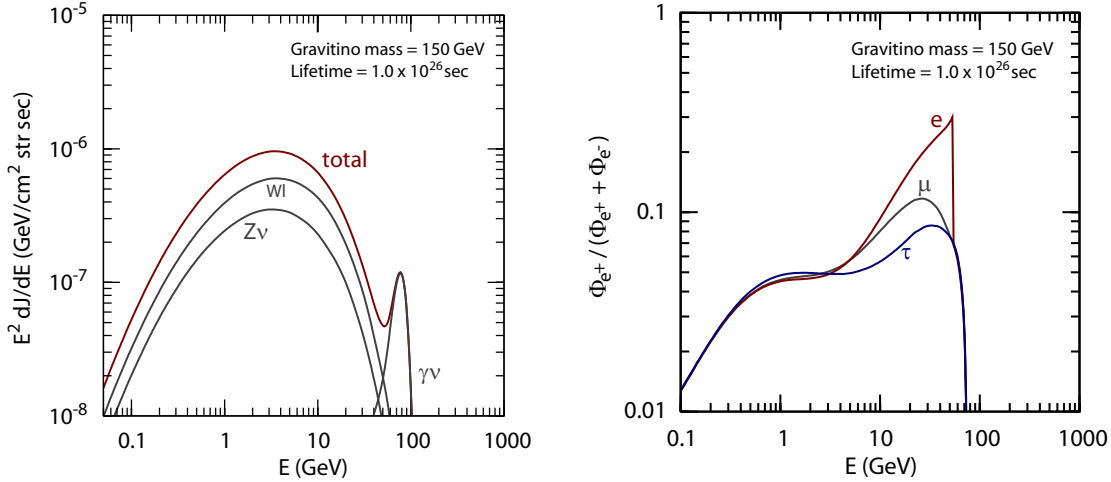 10^-5
10^-6
10^-7
10^-8
E^2 dJ/dE (GeV/cm^2 str sec)
Gravitino mass = 150 GeV
Lifetime = 1.0 x 10^26 sec
total
Wl
Zν
γν
0.1
1
10
100
1000
E (GeV)
1
0.1
0.01
Φ_e+ / (Φ_e+ + Φ_e-)
Gravitino mass = 150 GeV
Lifetime = 1.0 x 10^26 sec
e
μ
τ
0.1
1
10
100
1000
E (GeV)